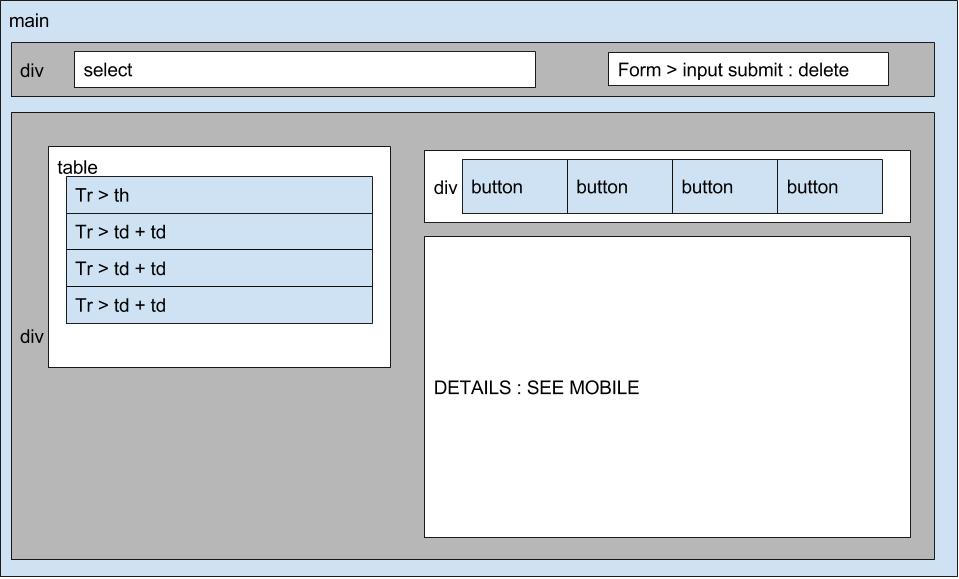 main
div
select
Form > input submit : delete
div
table
Tr > th
Tr > td + td
Tr > td + td
Tr > td + td
div
button
button
button
button
DETAILS : SEE MOBILE